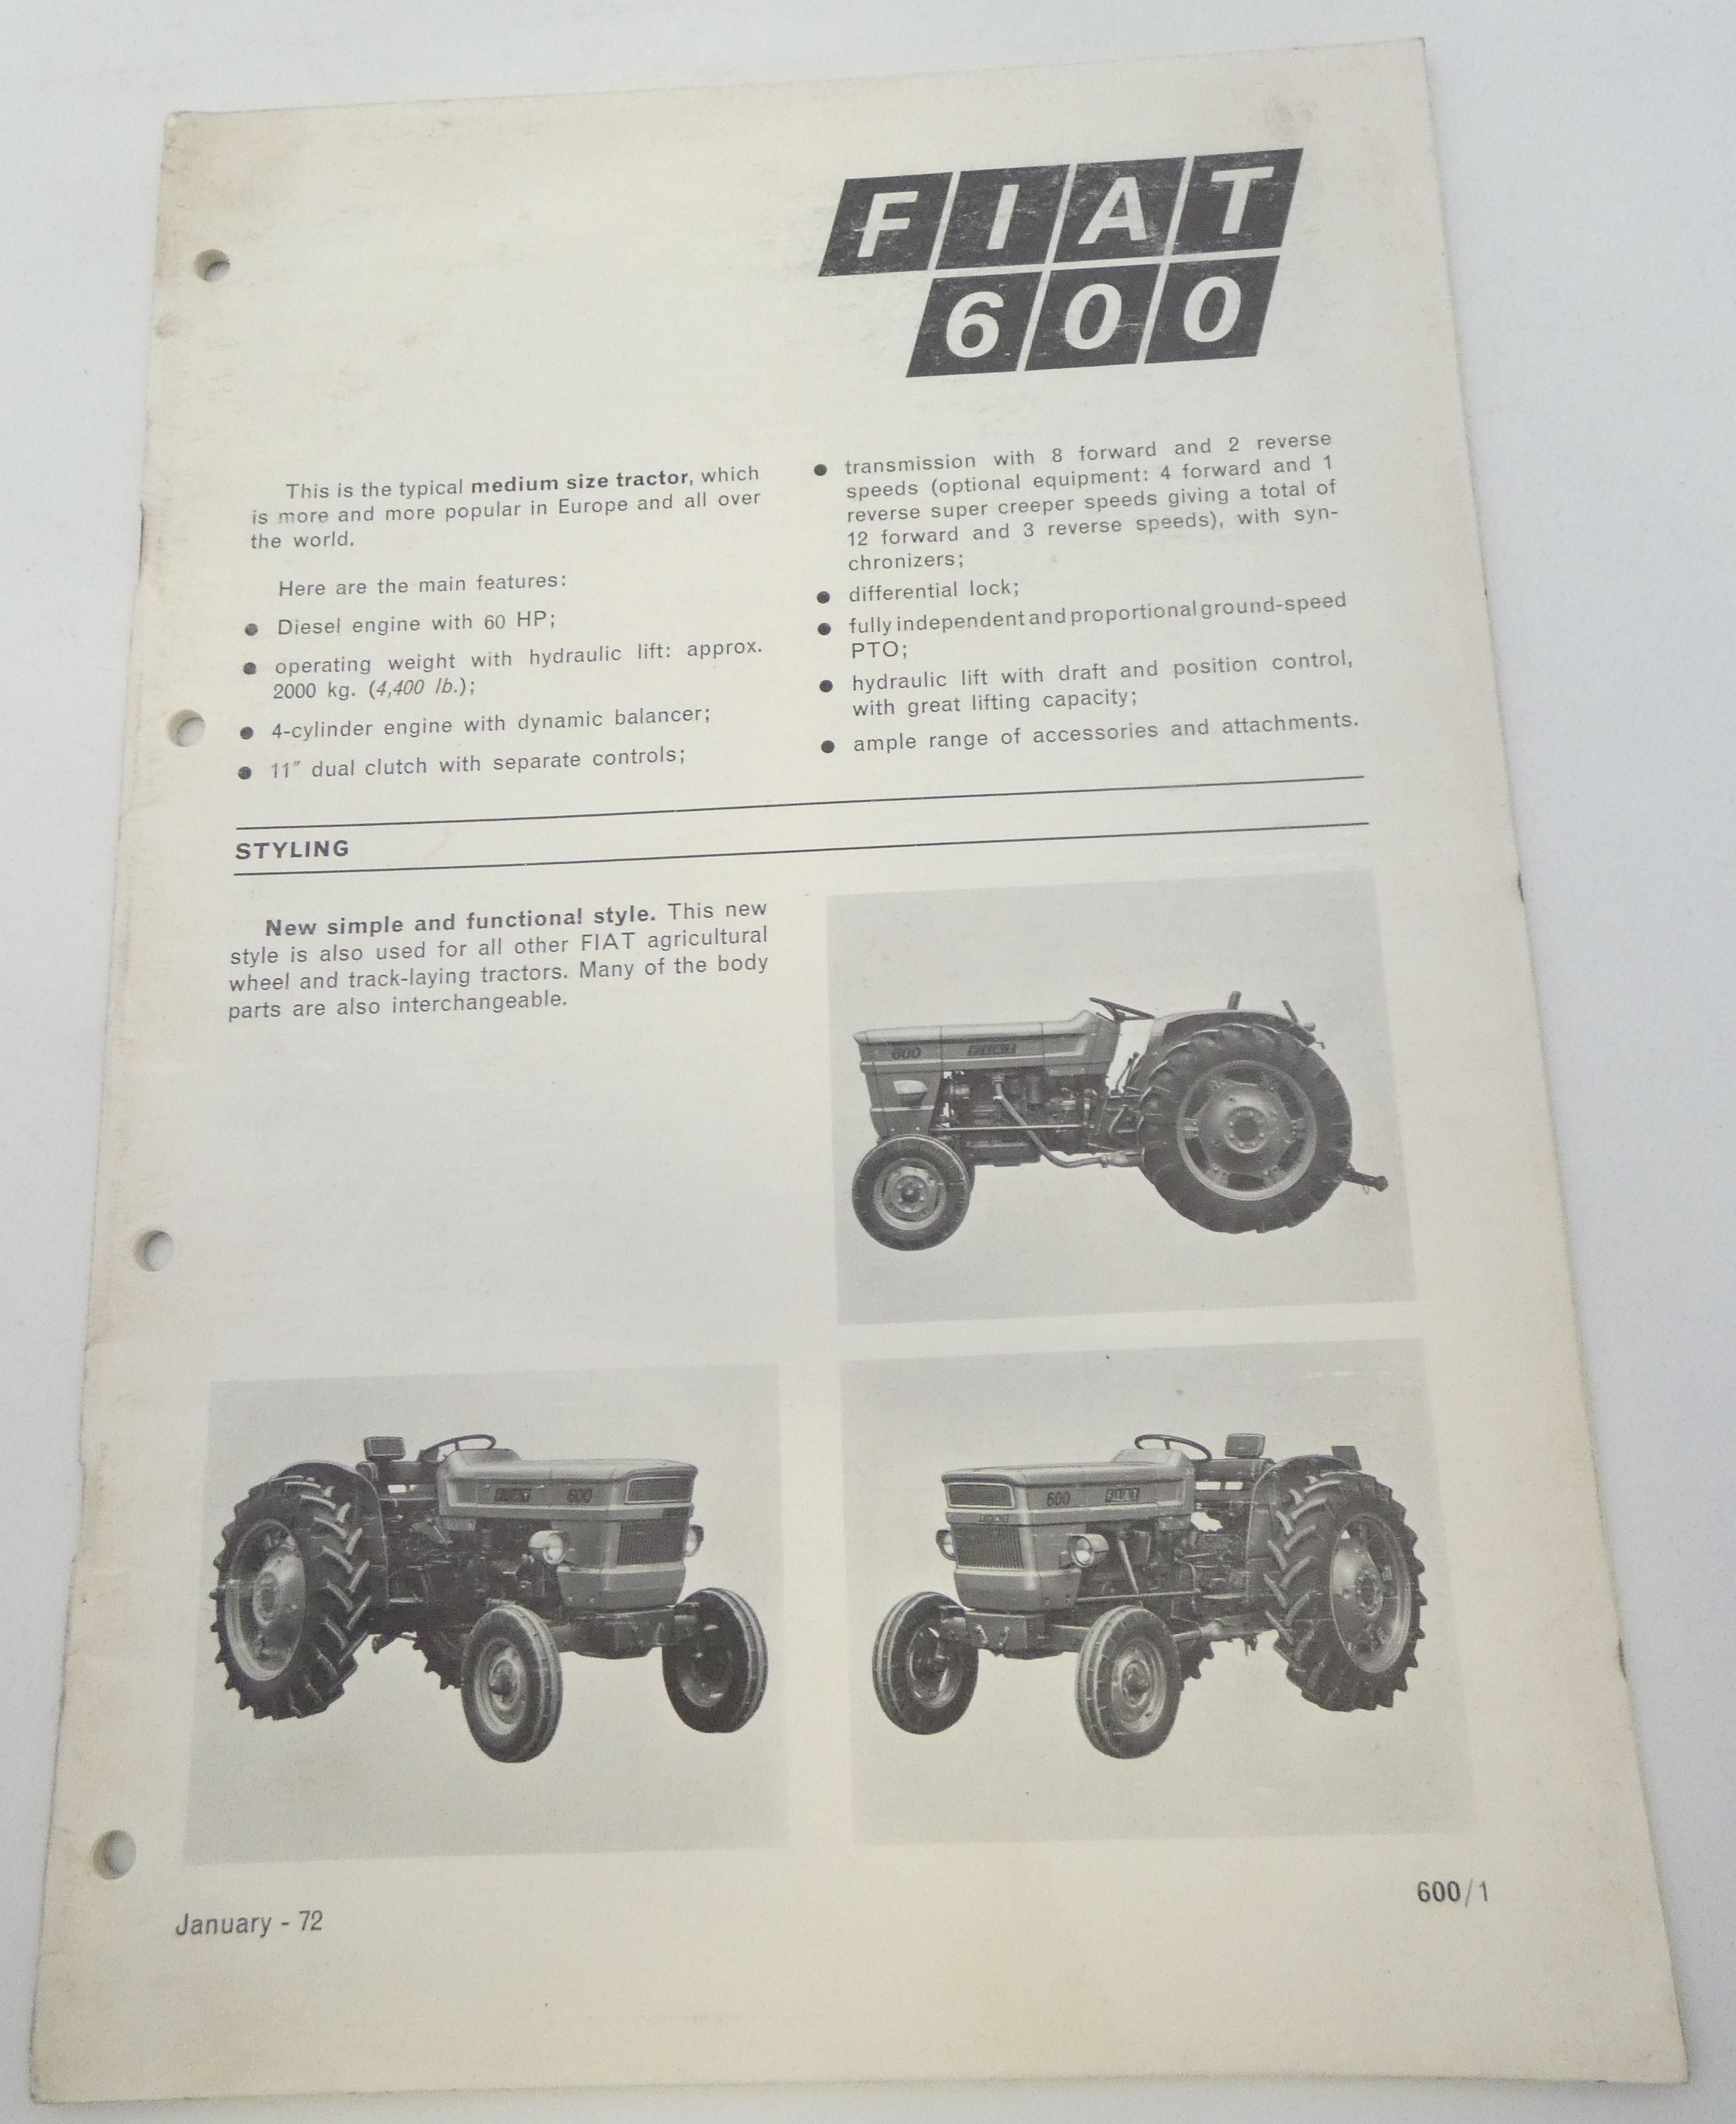 FIAT
600
This is the typical medium size tractor, which
is more and more popular in Europe and all over
the world.
Here are the main features:
● Diesel engine with 60 HP;
● operating weight with hydraulic lift: approx.
2000 kg. (4,400 lb.);
● 4-cylinder engine with dynamic balancer;
● 11″ dual clutch with separate controls;
● transmission with 8 forward and 2 reverse
speeds (optional equipment: 4 forward and 1
reverse super creeper speeds giving a total of
12 forward and 3 reverse speeds), with syn-
chronizers;
● differential lock;
● fully independent and proportional ground-speed
PTO;
● hydraulic lift with draft and position control,
with great lifting capacity;
● ample range of accessories and attachments.
STYLING
New simple and functional style. This new
style is also used for all other FIAT agricultural
wheel and track-laying tractors. Many of the body
parts are also interchangeable.
600 FIAT
FIAT 600
600 FIAT
FIAT
January - 72
600/1